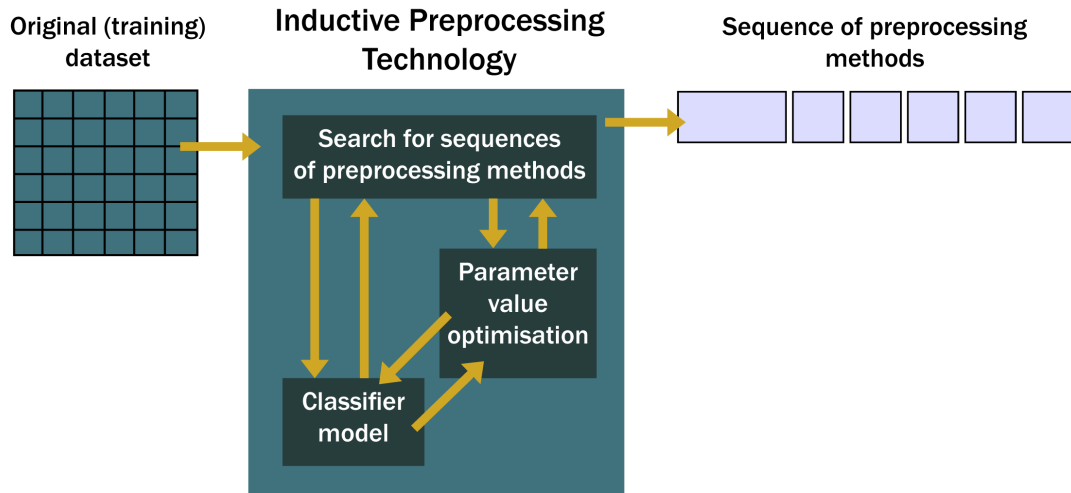 Original (training)
dataset
Inductive Preprocessing
Technology
Sequence of preprocessing
methods
Search for sequences
of preprocessing methods
Parameter
value
optimisation
Classifier
model